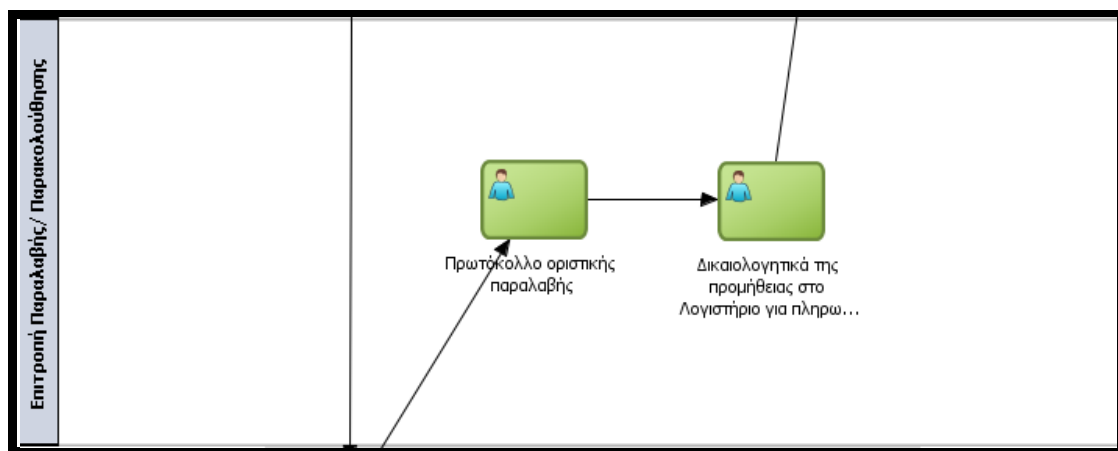 Επιτροπή Παραλαβής/ Παρακολούθησης
Πρωτόκολλο οριστικής
παραλαβής
Δικαιολογητικά της
προμήθειας στο
Λογιστήριο για πληρω...